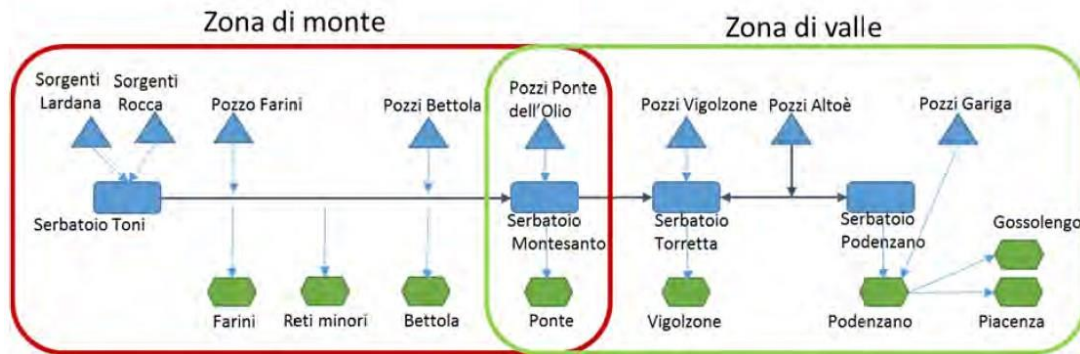 Zona di monte
Zona di valle
Sorgenti
Lardana
Sorgenti
Rocca
Pozzo Farini
Pozzi Bettola
Pozzi Ponte
dell'Olio
Pozzi Vigolzone
Pozzi Altoè
Pozzi Gariga
Serbatoio Toni
Serbatoio
Montesanto
Serbatoio
Torretta
Serbatoio
Podenzano
Gossolengo
Farini
Reti minori
Bettola
Ponte
Vigolzone
Podenzano
Piacenza